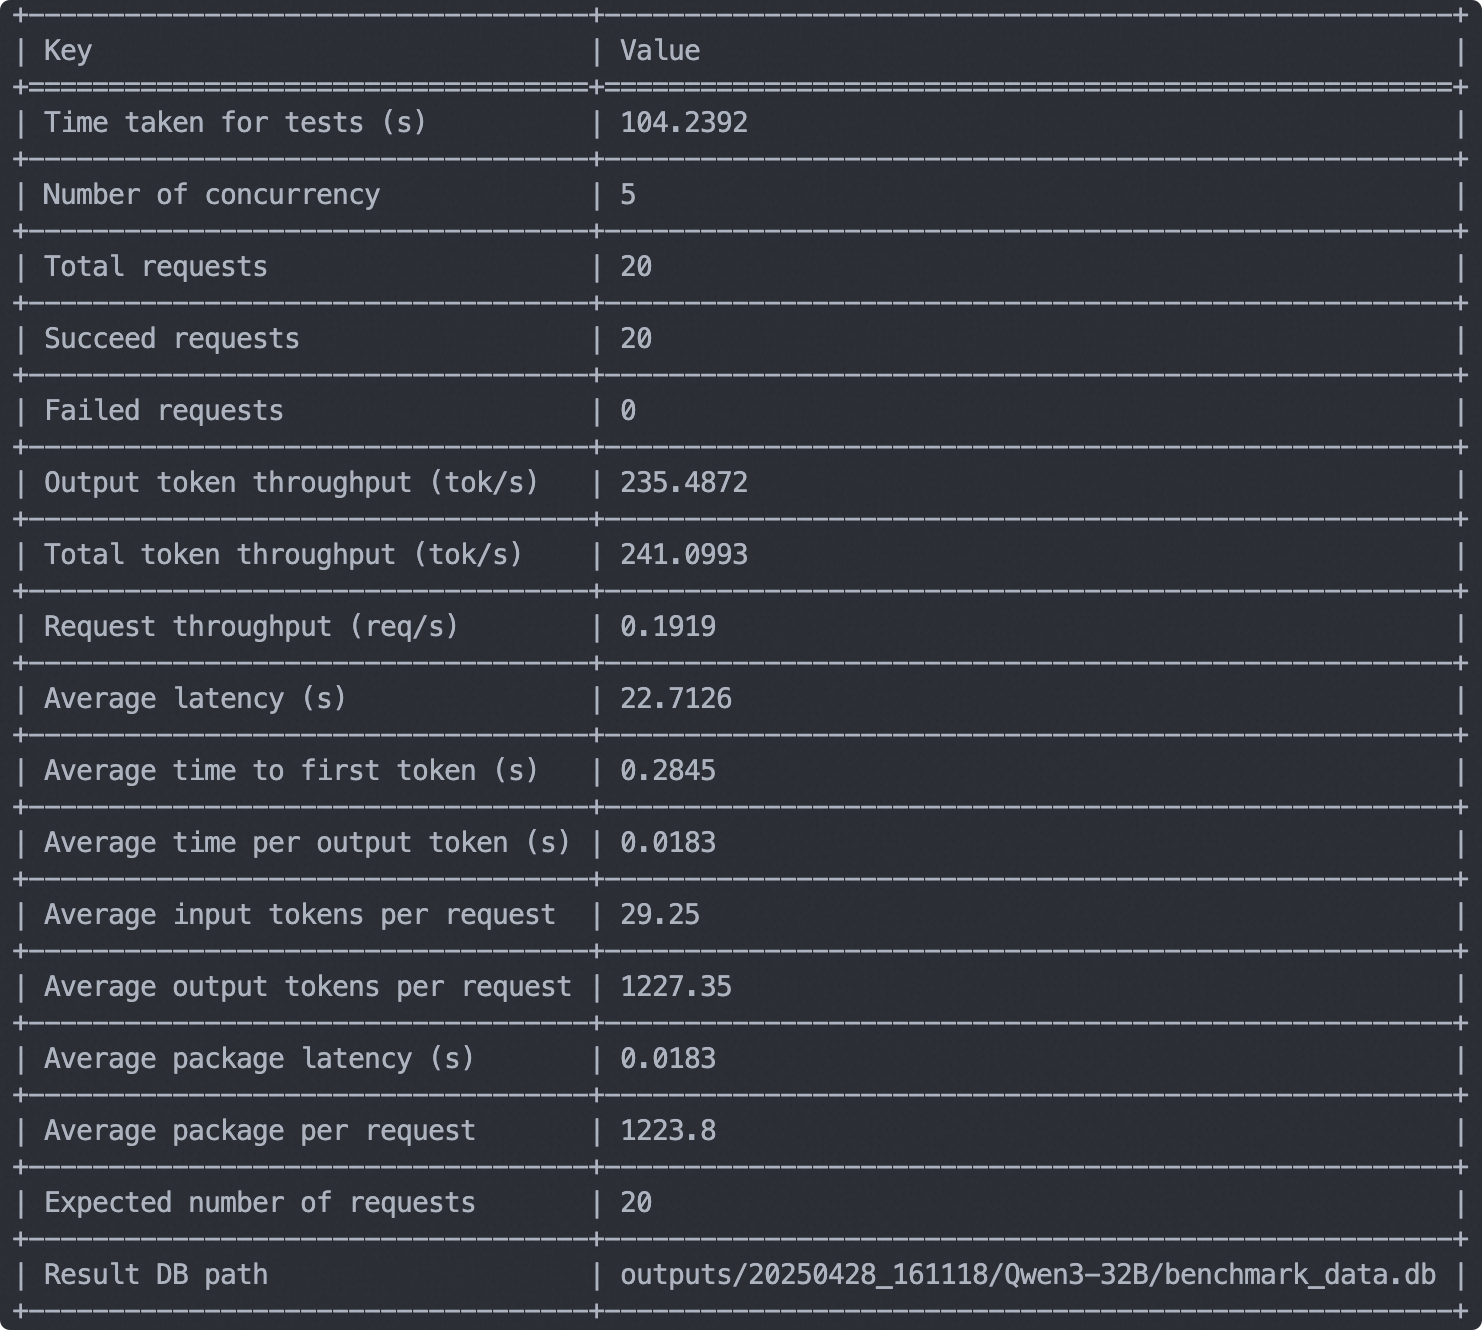 Key Value
Time taken for tests (s) 104.2392
Number of concurrency 5
Total requests 20
Succeed requests 20
Failed requests 0
Output token throughput (tok/s) 235.4872
Total token throughput (tok/s) 241.0993
Request throughput (req/s) 0.1919
Average latency (s) 22.7126
Average time to first token (s) 0.2845
Average time per output token (s) 0.0183
Average input tokens per request 29.25
Average output tokens per request 1227.35
Average package latency (s) 0.0183
Average package per request 1223.8
Expected number of requests 20
Result DB path outputs/20250428_161118/Qwen3-32B/benchmark_data.db